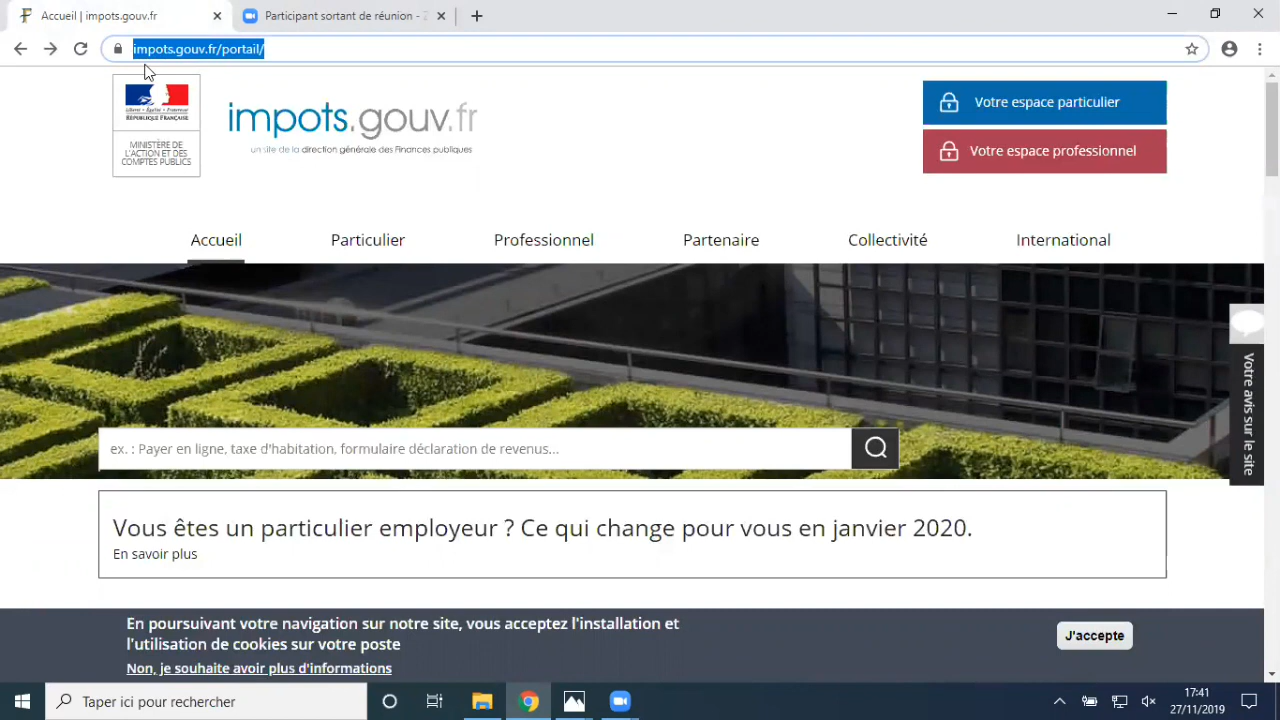 Accueil | impots.gouv.fr
Participant sortant de réunion - Z
impots.gouv.fr/portail/
Liberté • Égalité • Fraternité
RÉPUBLIQUE FRANÇAISE
MINISTÈRE DE
L'ACTION ET DES
COMPTES PUBLICS
impots.gouv.fr
un site de la direction générale des Finances publiques
Votre espace particulier
Votre espace professionnel
Accueil
Particulier
Professionnel
Partenaire
Collectivité
International
Votre avis sur le site
ex. : Payer en ligne, taxe d'habitation, formulaire déclaration de revenus...
Vous êtes un particulier employeur ? Ce qui change pour vous en janvier 2020.
En savoir plus
En poursuivant votre navigation sur notre site, vous acceptez l'installation et
l'utilisation de cookies sur votre poste
Non, je souhaite avoir plus d'informations
J'accepte
Taper ici pour rechercher
17:41
27/11/2019